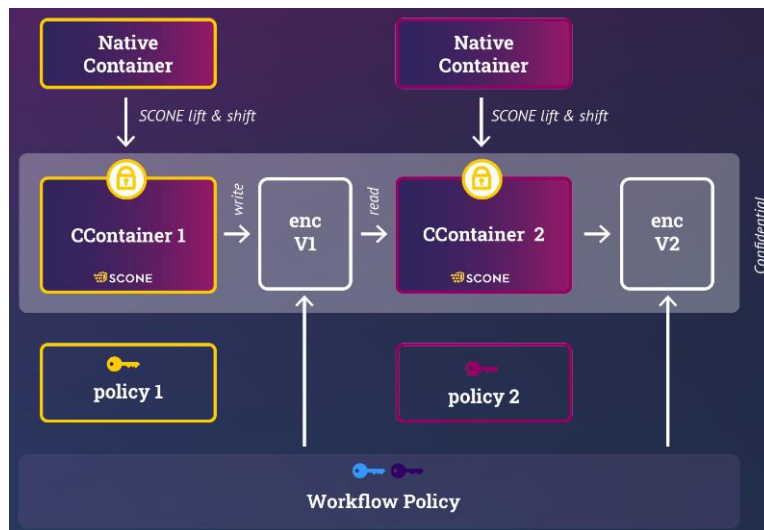 Native
Container
Native
Container
SCONE lift & shift
SCONE lift & shift
CContainer 1
SCONE
write
enc
V1
read
CContainer 2
SCONE
enc
V2
Confidential
policy 1
policy 2
Workflow Policy